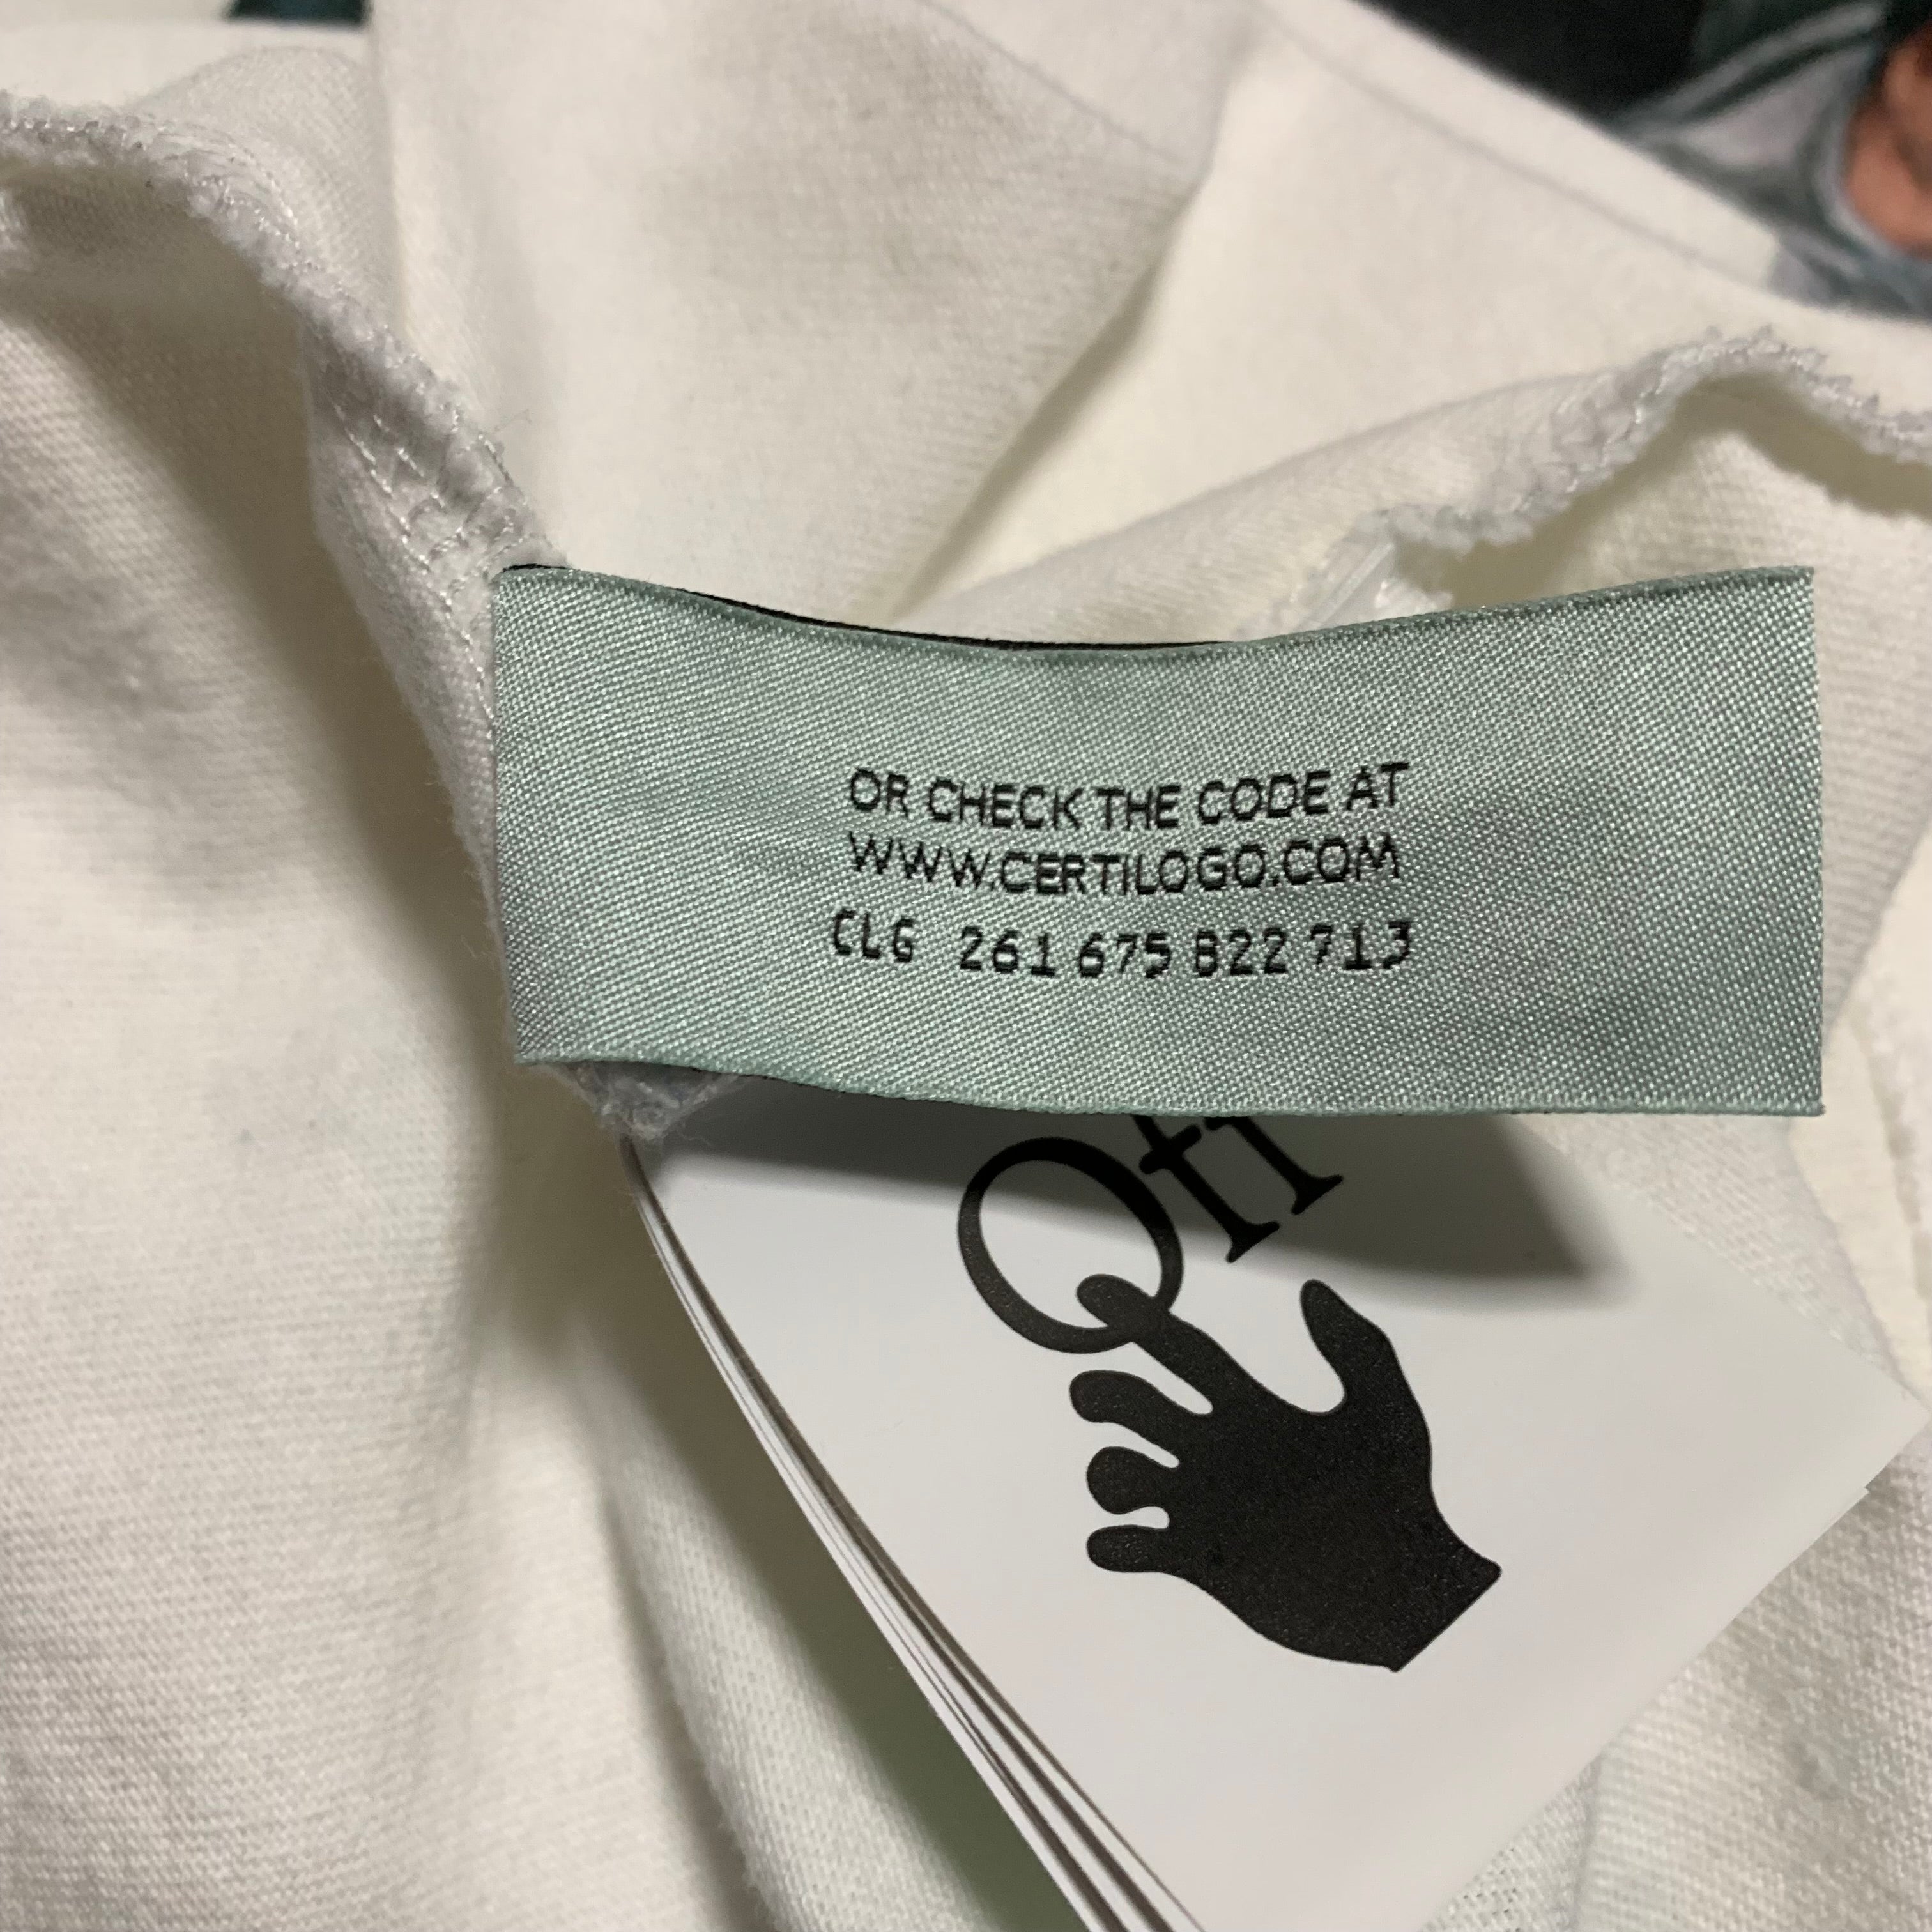 OR CHECK THE CODE AT
WWW.CERTILOGO.COM
CLG 261 675 822 713